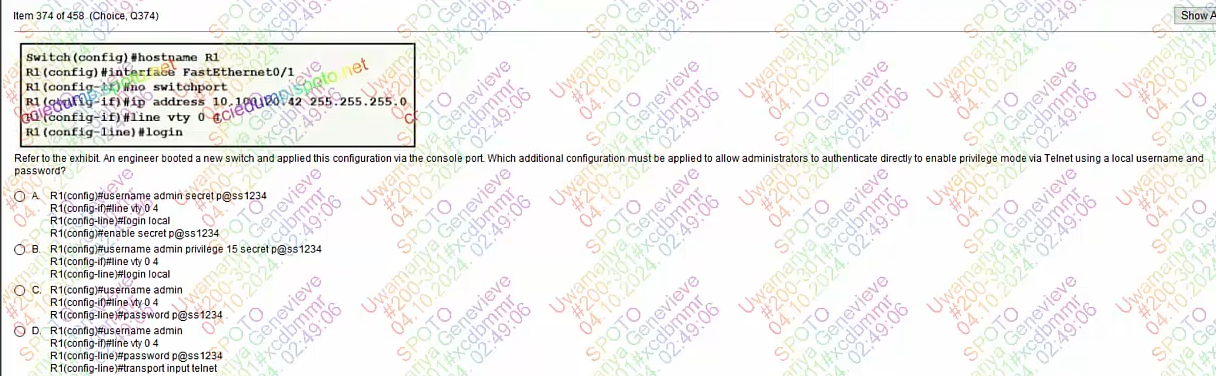 Item 374 of 458 (Choice, Q374)
Show A
Switch(config)#hostname R1
R1(config)#interface FastEthernet0/1
R1(config-if)#no switchport
R1(config-if)#ip address 10.100.20.42 255.255.255.0
R1(config-if)#line vty 0 4
R1(config-line)#login
cciedump.spoto.net
cciedump.spoto.net
Refer to the exhibit. An engineer booted a new switch and applied this configuration via the console port. Which additional configuration must be applied to allow administrators to authenticate directly to enable privilege mode via Telnet using a local username and
password?
A. R1(config)#username admin secret p@ss1234
R1(config-if)#line vty 0 4
R1(config-line)#login local
R1(config)#enable secret p@ss1234
B. R1(config)#username admin privilege 15 secret p@ss1234
R1(config-if)#line vty 0 4
R1(config-line)#login local
C. R1(config)#username admin
R1(config-if)#line vty 0 4
R1(config-line)#password p@ss1234
D. R1(config)#username admin
R1(config-if)#line vty 0 4
R1(config-line)#password p@ss1234
R1(config-line)#transport input telnet